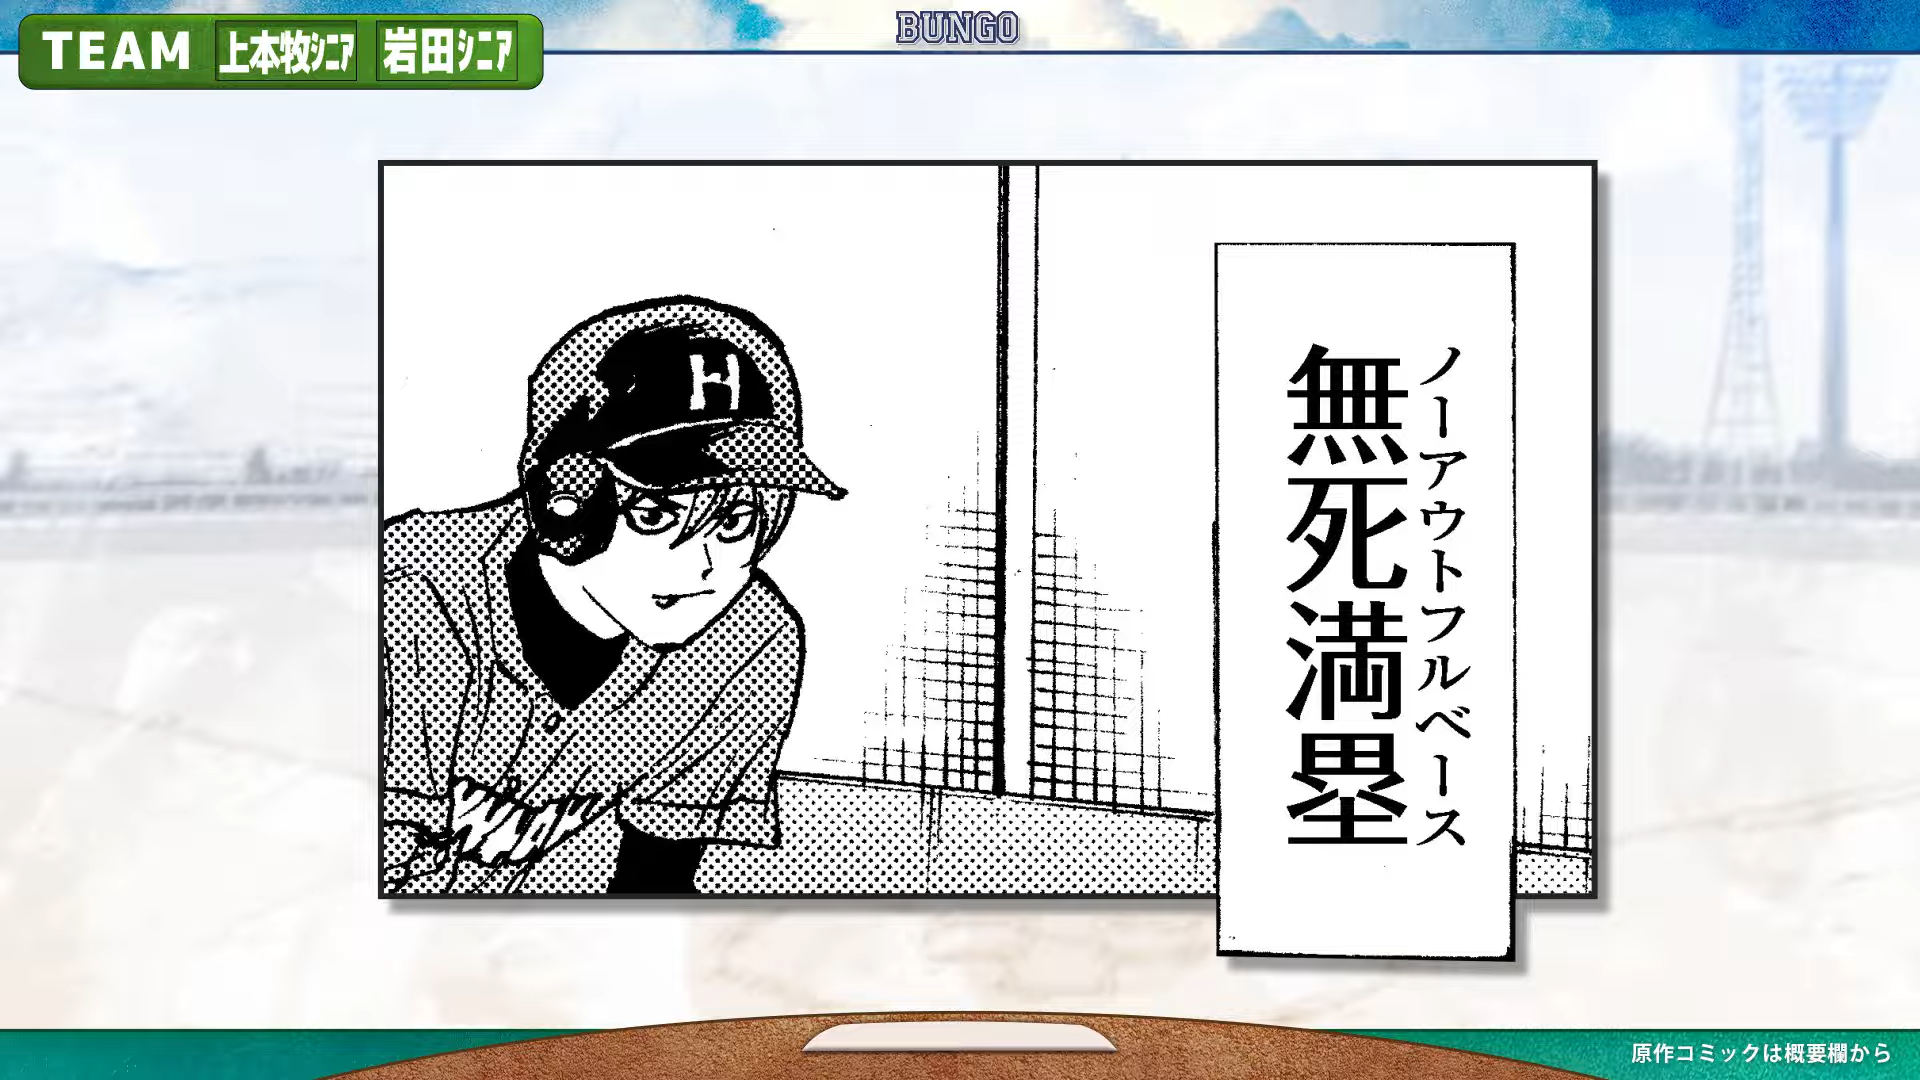 BUNGO
TEAM 上本牧ｼﾆｱ 岩田ｼﾆｱ
H
ノーアウトフルベース
無死満塁
原作コミックは概要欄から